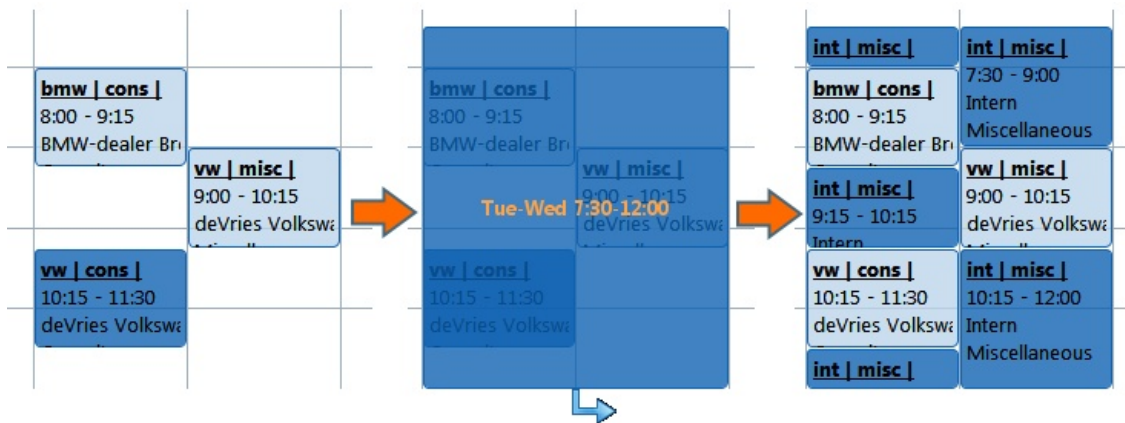 bmw | cons |
8:00 - 9:15
BMW-dealer
vw | misc |
9:00 - 10:15
deVries
vw | cons |
10:15 - 11:30
deVries
bmw | cons |
8:00 - 9:15
BMW-dealer
vw | misc |
9:00 - 10:15
deVries
Tue-Wed 7:30-12:00
vw | cons |
10:15 - 11:30
deVries
int | misc |
bmw | cons |
8:00 - 9:15
BMW-dealer
int | misc |
9:15 - 10:15
Intern
vw | cons |
10:15 - 11:30
deVries
int | misc |
int | misc |
7:30 - 9:00
Intern
Miscellaneous
vw | misc |
9:00 - 10:15
deVries
int | misc |
10:15 - 12:00
Intern
Miscellaneous